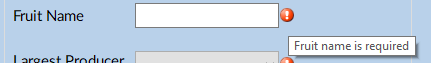 Fruit Name
Fruit name is required
Largest Producer